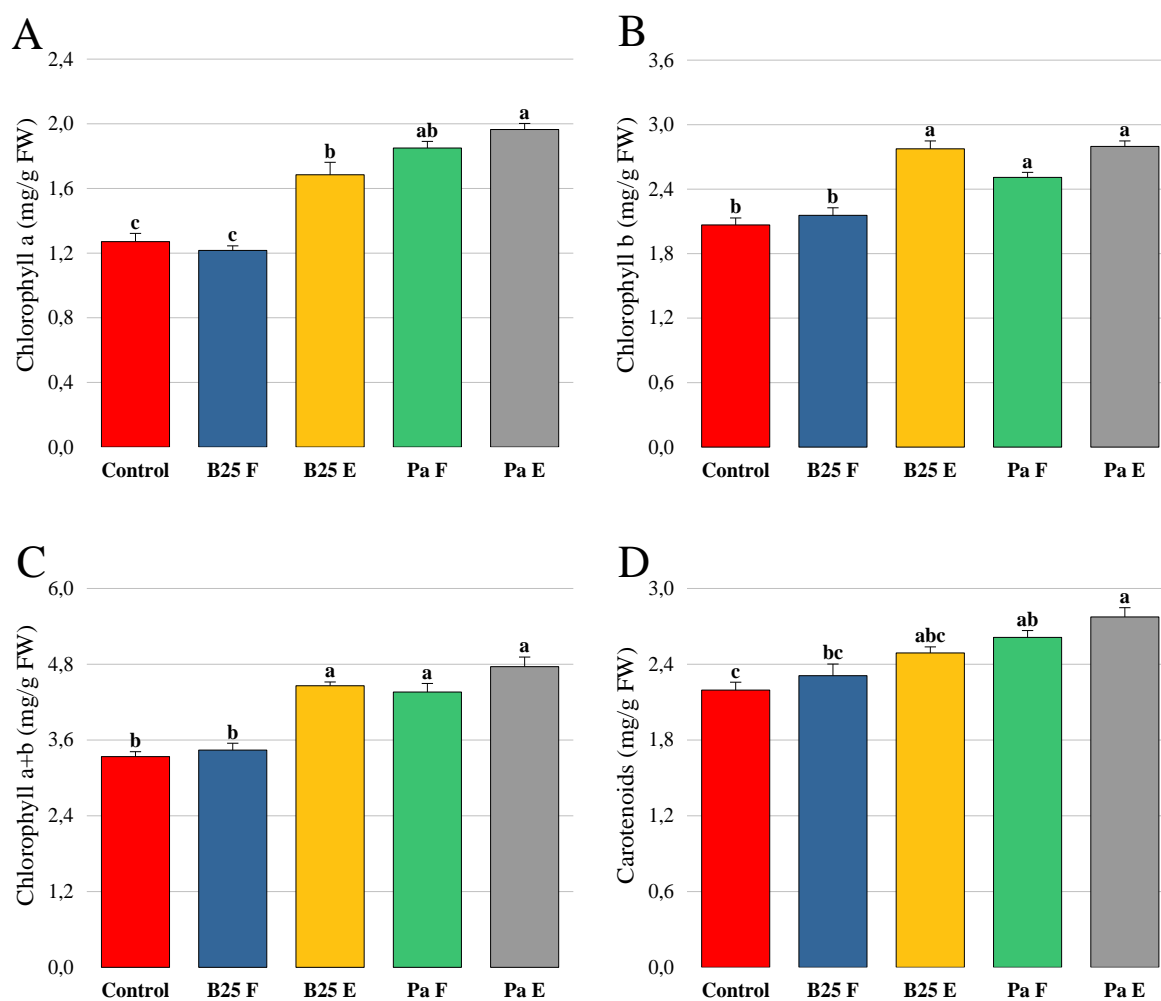 A
Chlorophyll a (mg/g FW)
2,4
2,0
1,6
1,2
0,8
0,4
0,0
c
c
b
ab
a
Control B25 F B25 E Pa F Pa E
B
Chlorophyll b (mg/g FW)
3,6
3,0
2,4
1,8
1,2
0,6
0,0
b
b
a
a
a
Control B25 F B25 E Pa F Pa E
C
Chlorophyll a+b (mg/g FW)
6,0
4,8
3,6
2,4
1,2
0,0
b
b
a
a
a
Control B25 F B25 E Pa F Pa E
D
Carotenoids (mg/g FW)
3,0
2,4
1,8
1,2
0,6
0,0
c
bc
abc
ab
a
Control B25 F B25 E Pa F Pa E